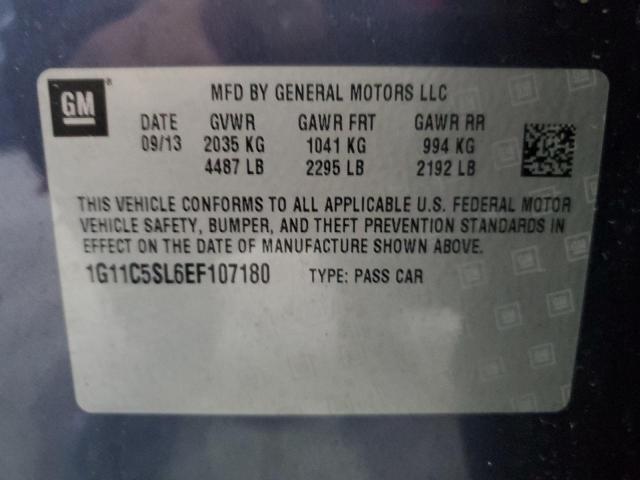 GM
MFD BY GENERAL MOTORS LLC
DATE GVWR GAWR FRT GAWR RR
09/13 2035 KG 1041 KG 994 KG
4487 LB 2295 LB 2192 LB
THIS VEHICLE CONFORMS TO ALL APPLICABLE U.S. FEDERAL MOTOR
VEHICLE SAFETY, BUMPER, AND THEFT PREVENTION STANDARDS IN
EFFECT ON THE DATE OF MANUFACTURE SHOWN ABOVE.
1G11C5SL6EF107180 TYPE: PASS CAR